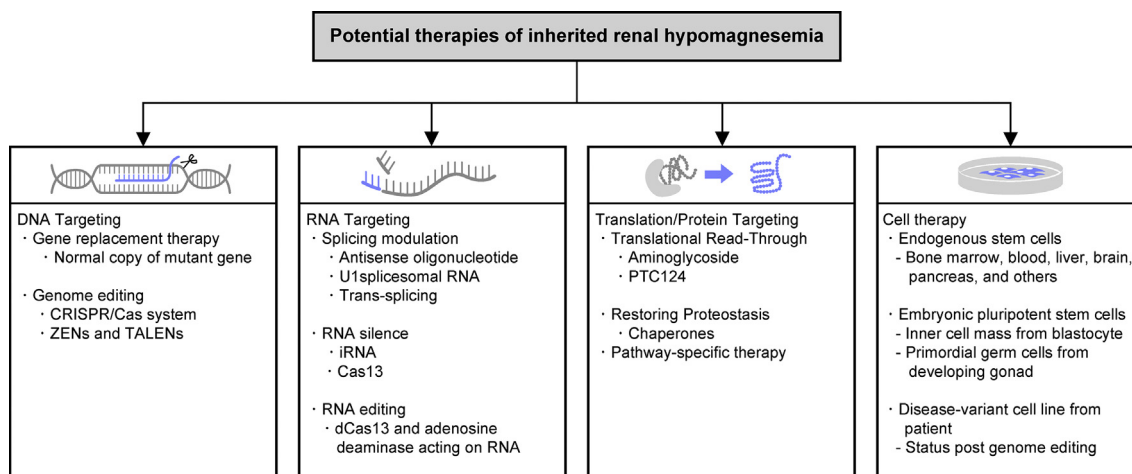 Potential therapies of inherited renal hypomagnesemia
DNA Targeting
· Gene replacement therapy
· Normal copy of mutant gene
· Genome editing
· CRISPR/Cas system
· ZENs and TALENs
RNA Targeting
· Splicing modulation
· Antisense oligonucleotide
· U1splicesomal RNA
· Trans-splicing
· RNA silence
· iRNA
· Cas13
· RNA editing
· dCas13 and adenosine
deaminase acting on RNA
Translation/Protein Targeting
· Translational Read-Through
· Aminoglycoside
· PTC124
· Restoring Proteostasis
· Chaperones
· Pathway-specific therapy
Cell therapy
· Endogenous stem cells
- Bone marrow, blood, liver, brain,
pancreas, and others
· Embryonic pluripotent stem cells
- Inner cell mass from blastocyte
- Primordial germ cells from
developing gonad
· Disease-variant cell line from
patient
- Status post genome editing